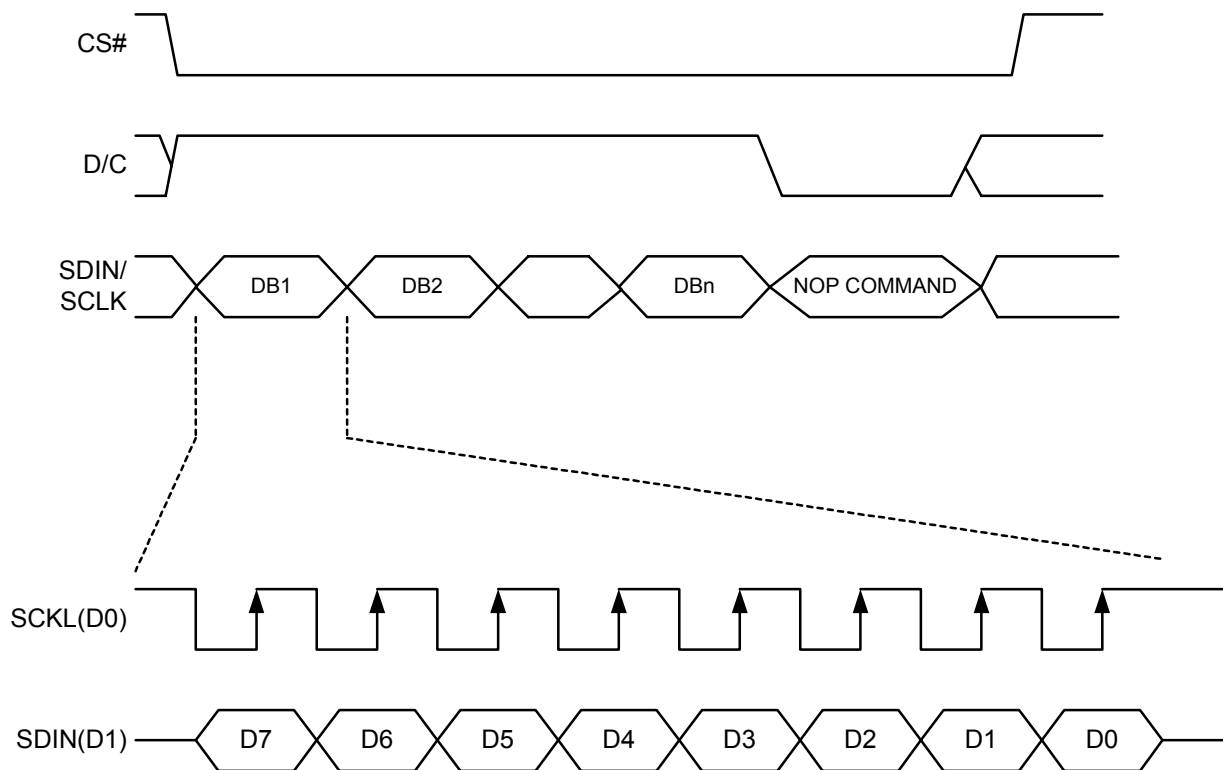 CS#
D/C
SDIN/
SCLK
DB1 DB2 DBn NOP COMMAND
SCKL(D0)
SDIN(D1) D7 D6 D5 D4 D3 D2 D1 D0